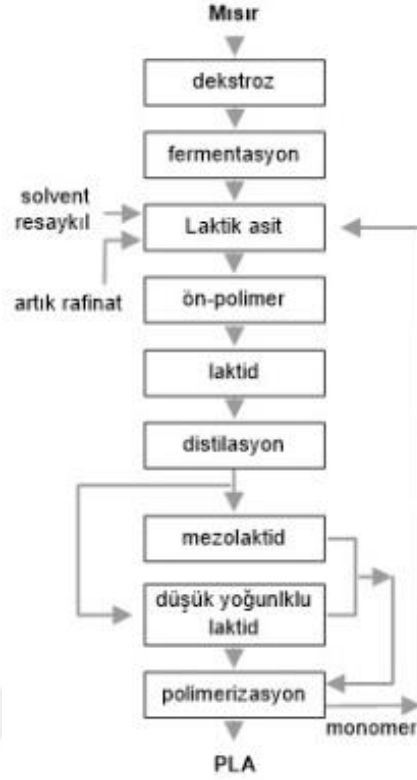 Mısır
dekstroz
fermentasyon
solvent
resaykıl
Laktik asit
artık rafinat
ön-polimer
laktid
distilasyon
mezolaktid
düşük yoğunlklu
laktid
polimerizasyon
monomer
PLA